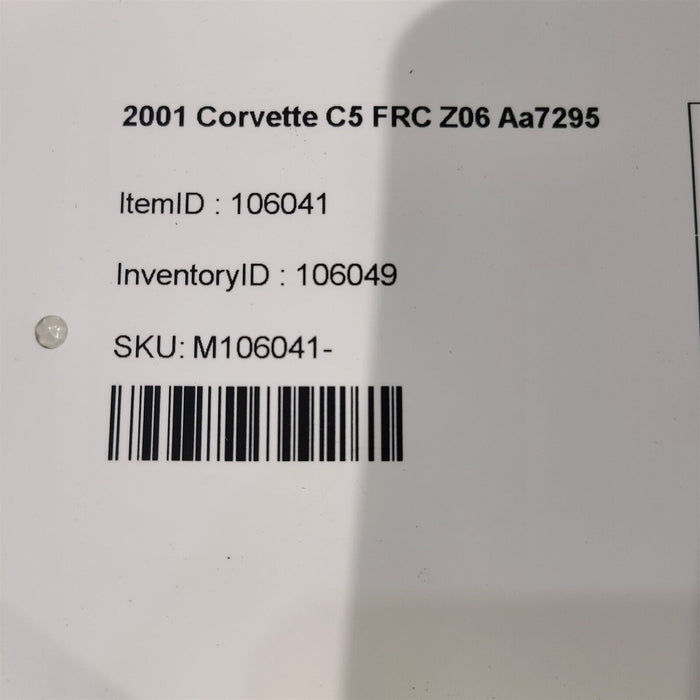 2001 Corvette C5 FRC Z06 Aa7295
ItemID : 106041
InventoryID : 106049
SKU: M106041-